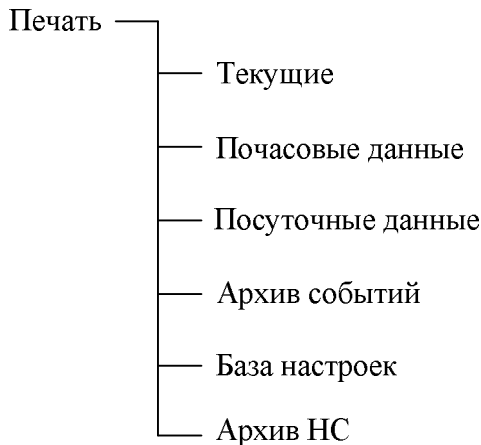 Печать
Текущие
Почасовые данные
Посуточные данные
Архив событий
База настроек
Архив НС